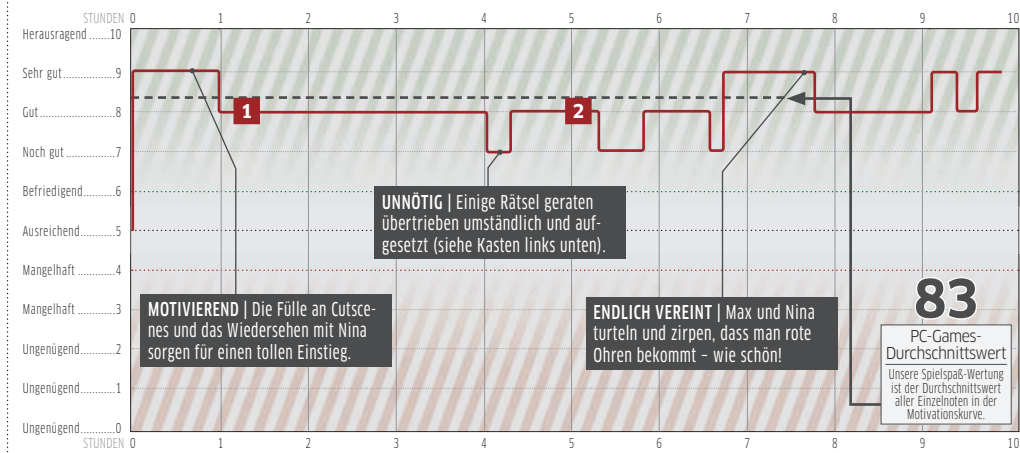 STUNDEN 0 1 2 3 4 5 6 7 8 9 10
Herausragend ......10
Sehr gut..............9
Gut....................8
Noch gut.............7
Befriedigend.........6
Ausreichend.........5
Mangelhaft .........4
Mangelhaft .........3
Ungenügend.........2
Ungenügend.........1
Ungenügend.........0
STUNDEN 0 1 2 3 4 5 6 7 8 9 10
1
2
UNNÖTIG | Einige Rätsel geraten
übertrieben umständlich und auf-
gesetzt (siehe Kasten links unten).
MOTIVIEREND | Die Fülle an Cutsce-
nes und das Wiedersehen mit Nina
sorgen für einen tollen Einstieg.
ENDLICH VEREINT | Max und Nina
turteln und zirpen, dass man rote
Ohren bekommt – wie schön!
83
PC-Games-
Durchschnittswert
Unsere Spielspaß-Wertung
ist der Durchschnittswert
aller Einzelnoten in der
Motivationskurve.